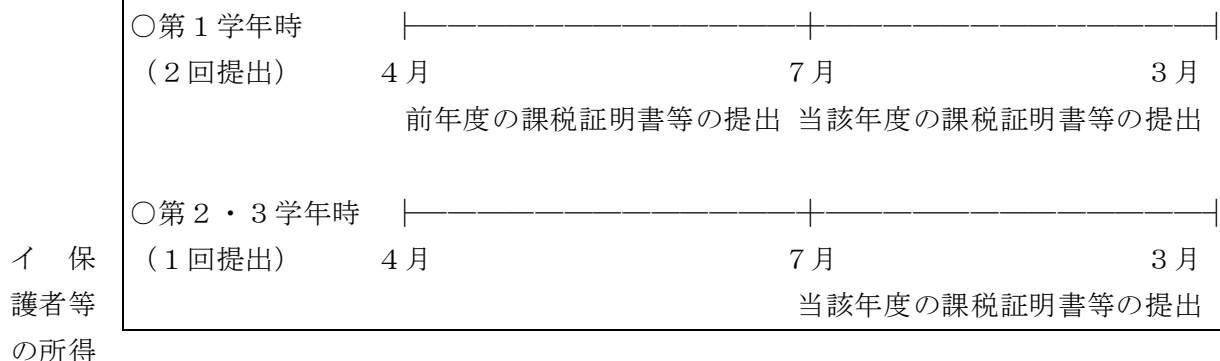 ○第１学年時
（２回提出） ４月 ７月 ３月
前年度の課税証明書等の提出 当該年度の課税証明書等の提出
○第２・３学年時
（１回提出） ４月 ７月 ３月
当該年度の課税証明書等の提出
イ 保
護者等
の所得